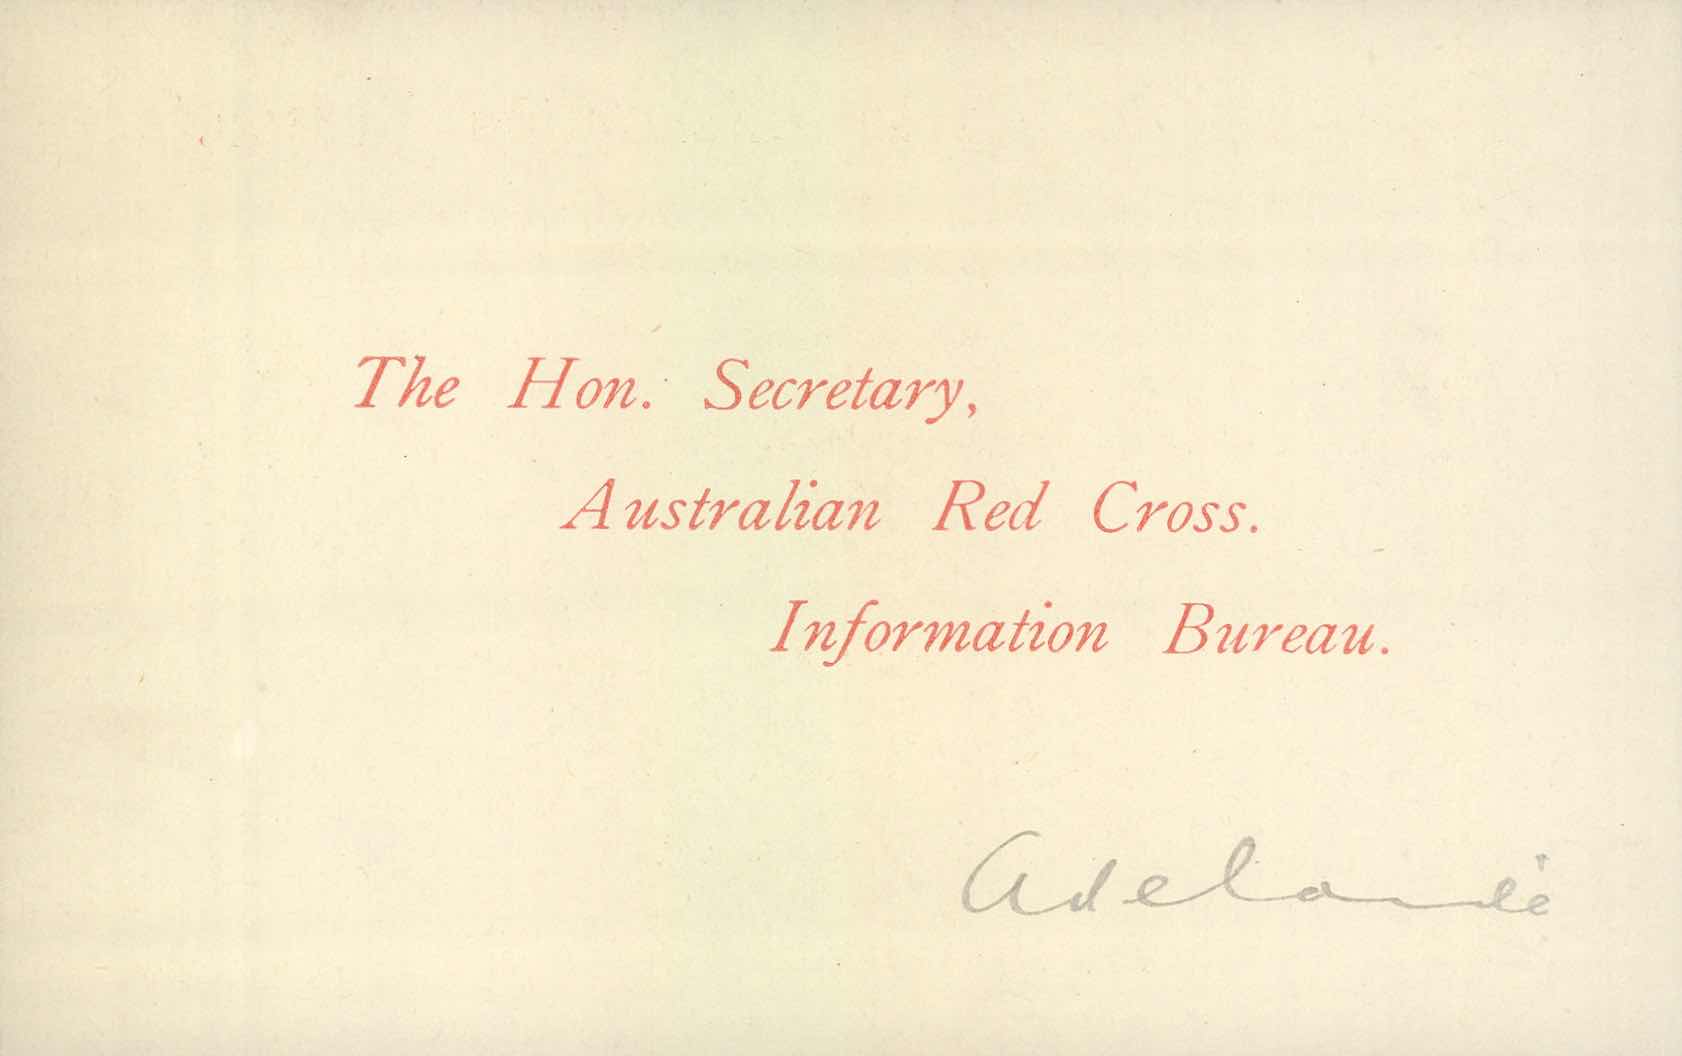 The Hon. Secretary,
Australian Red Cross.
Information Bureau.
Adelaide